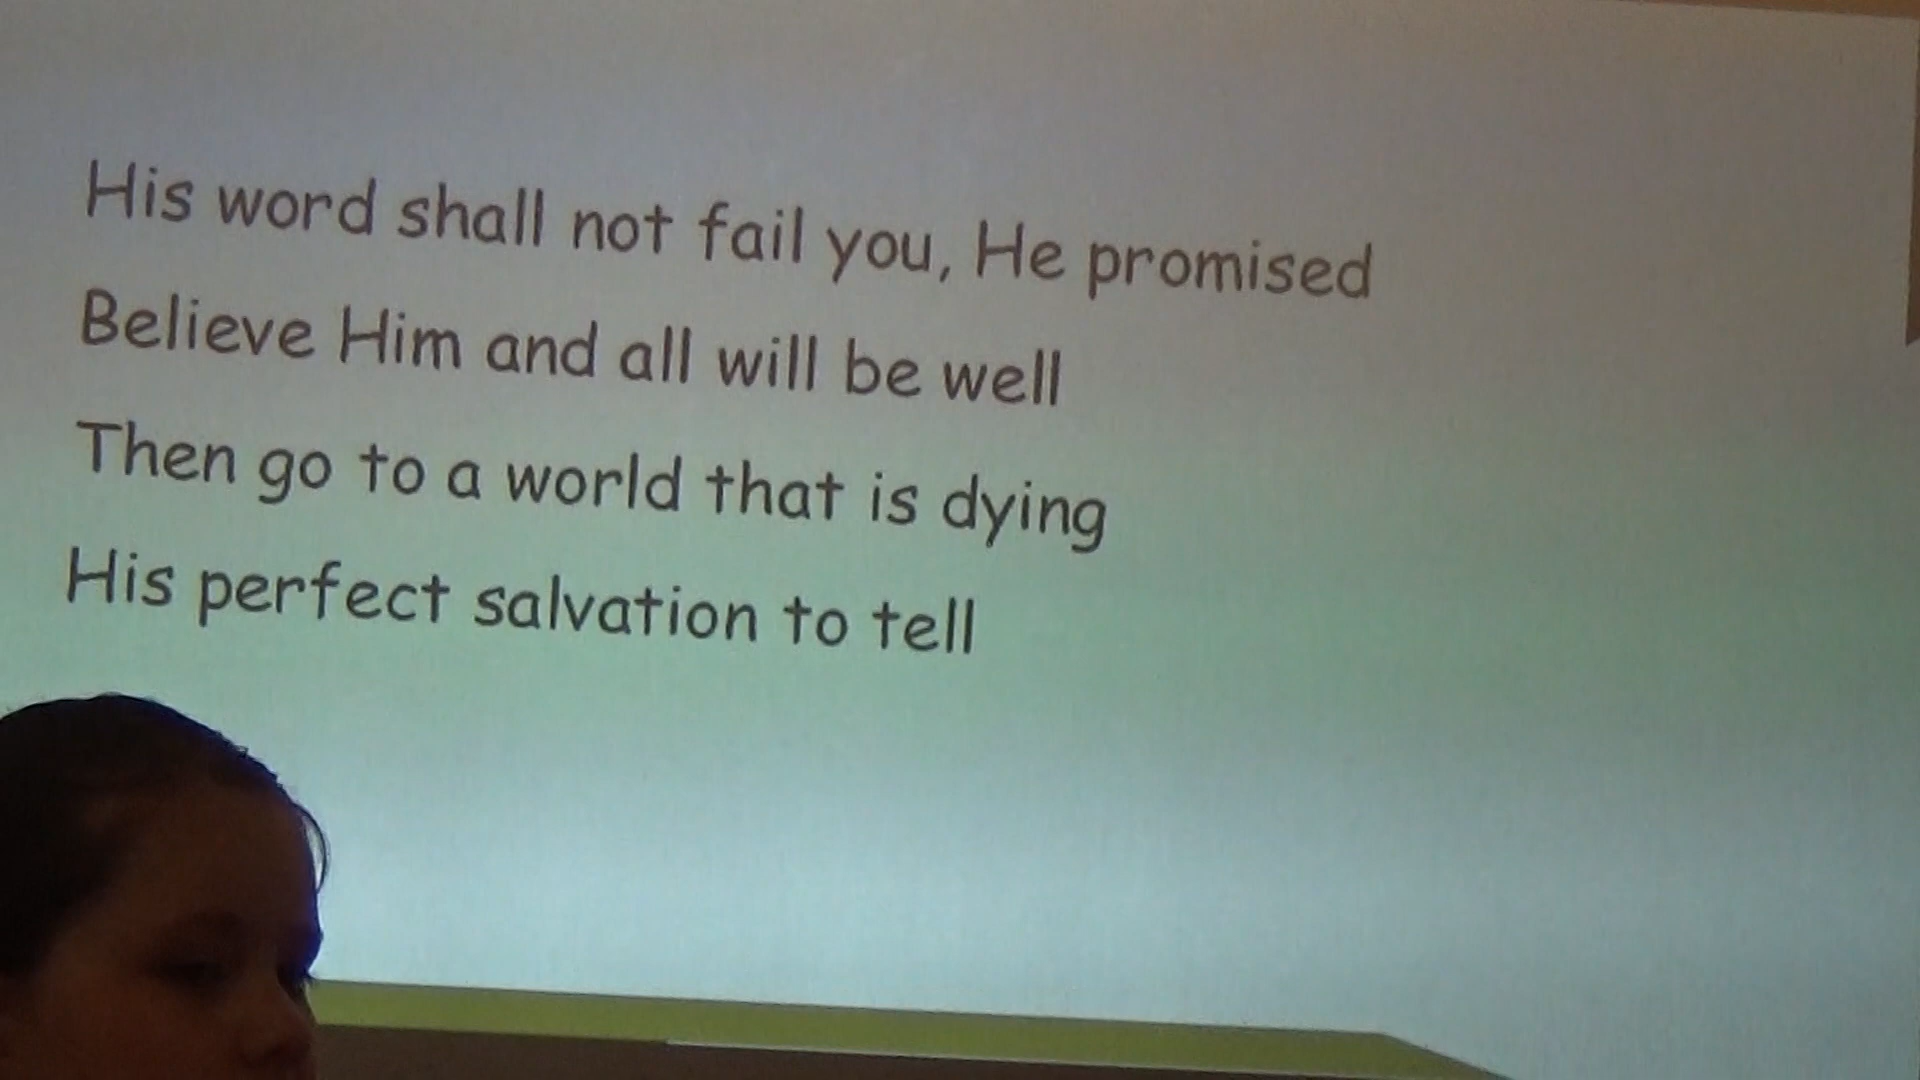 His word shall not fail you, He promised
Believe Him and all will be well
Then go to a world that is dying
His perfect salvation to tell